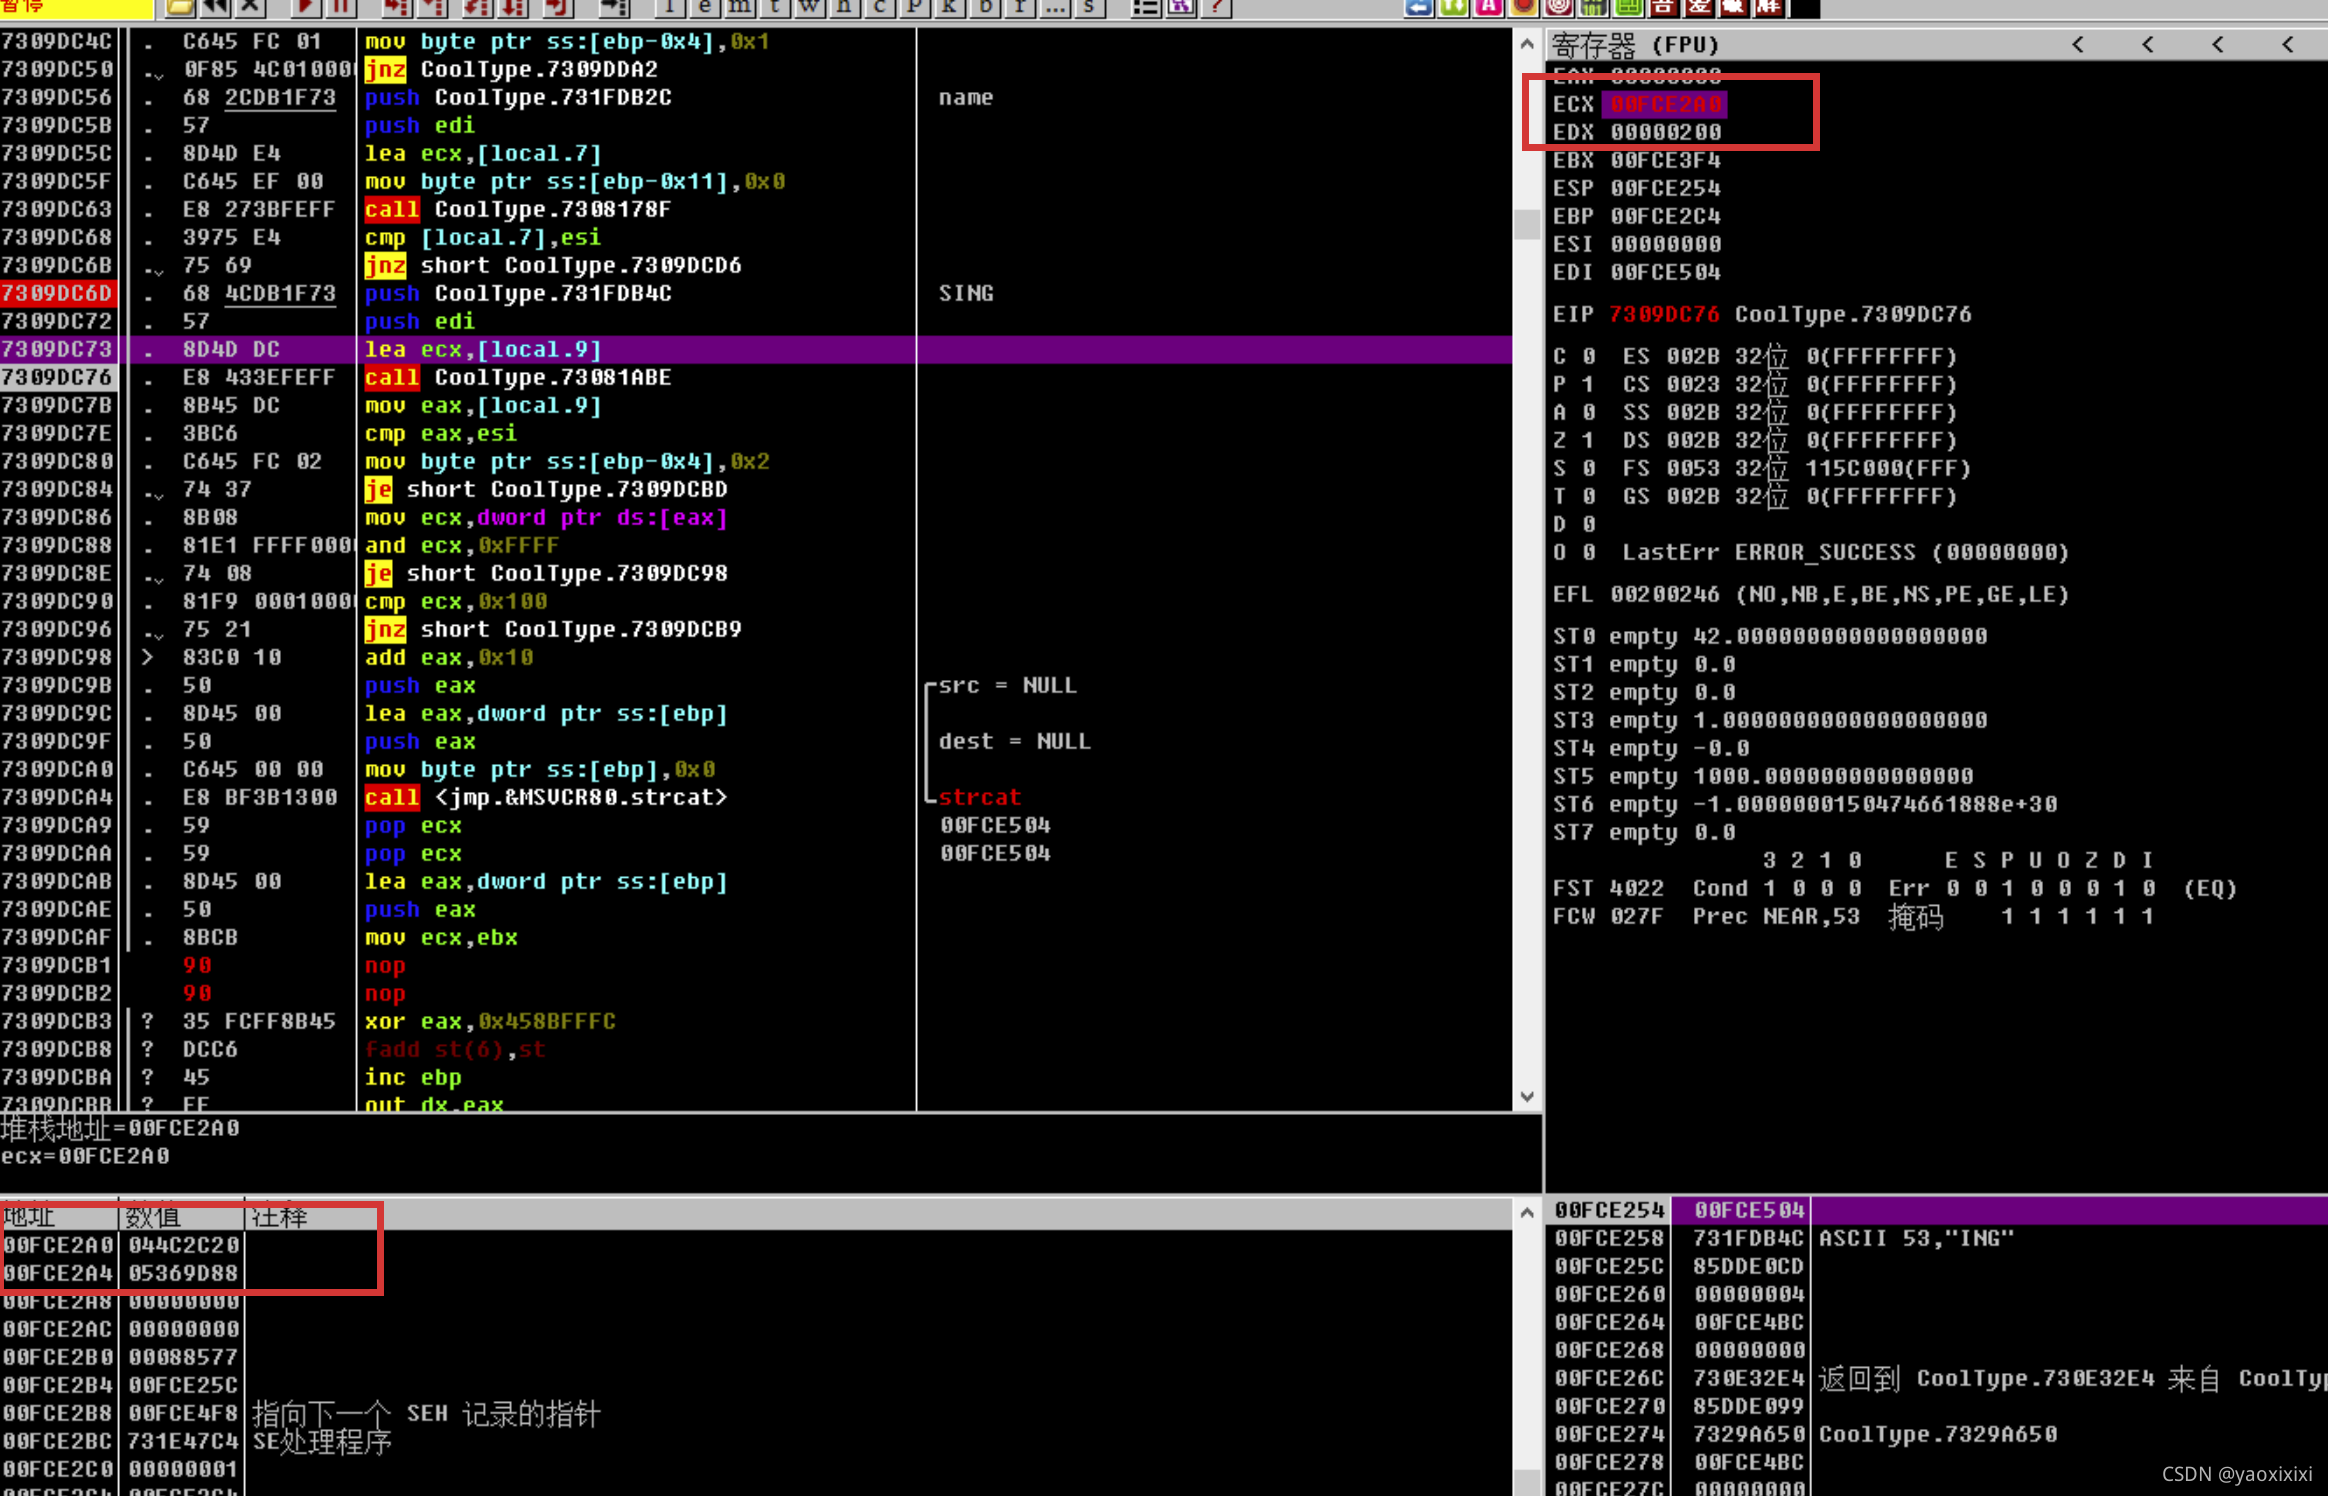 暂停
l e m t w h c P k b r ... s ?
A 吾 爱 破 解
7309DC4C . C645 FC 01 mov byte ptr ss:[ebp-0x4],0x1
7309DC50 . 0F85 4C01000 jnz CoolType.7309DDA2
7309DC56 . 68 2CDB1F73 push CoolType.731FDB2C name
7309DC5B . 57 push edi
7309DC5C . 8D4D E4 lea ecx,[local.7]
7309DC5F . C645 EF 00 mov byte ptr ss:[ebp-0x11],0x0
7309DC63 . E8 273BFEFF call CoolType.7308178F
7309DC68 . 3975 E4 cmp [local.7],esi
7309DC6B . 75 69 jnz short CoolType.7309DCD6
7309DC6D . 68 4CDB1F73 push CoolType.731FDB4C SING
7309DC72 . 57 push edi
7309DC73 . 8D4D DC lea ecx,[local.9]
7309DC76 . E8 433EFEFF call CoolType.73081ABE
7309DC7B . 8B45 DC mov eax,[local.9]
7309DC7E . 3BC6 cmp eax,esi
7309DC80 . C645 FC 02 mov byte ptr ss:[ebp-0x4],0x2
7309DC84 . 74 37 je short CoolType.7309DCBD
7309DC86 . 8B08 mov ecx,dword ptr ds:[eax]
7309DC88 . 81E1 FFFF000 and ecx,0xFFFF
7309DC8E . 74 08 je short CoolType.7309DC98
7309DC90 . 81F9 0001000 cmp ecx,0x100
7309DC96 . 75 21 jnz short CoolType.7309DCB9
7309DC98 > 83C0 10 add eax,0x10
7309DC9B . 50 push eax src = NULL
7309DC9C . 8D45 00 lea eax,dword ptr ss:[ebp]
7309DC9F . 50 push eax dest = NULL
7309DCA0 . C645 00 00 mov byte ptr ss:[ebp],0x0
7309DCA4 . E8 BF3B1300 call <jmp.&MSVCR80.strcat> strcat
7309DCA9 . 59 pop ecx 00FCE504
7309DCAA . 59 pop ecx 00FCE504
7309DCAB . 8D45 00 lea eax,dword ptr ss:[ebp]
7309DCAE . 50 push eax
7309DCAF . 8BCB mov ecx,ebx
7309DCB1 90 nop
7309DCB2 90 nop
7309DCB3 ? 35 FCFF8B45 xor eax,0x458BFFFC
7309DCB8 ? DCC6 fadd st(6),st
7309DCBA ? 45 inc ebp
7309DCBB ? EF out dx,eax
堆栈地址=00FCE2A0
ecx=00FCE2A0
寄存器 (FPU) < < < <
EAX 00000000
ECX 00FCE2A0
EDX 00000200
EBX 00FCE3F4
ESP 00FCE254
EBP 00FCE2C4
ESI 00000000
EDI 00FCE504
EIP 7309DC76 CoolType.7309DC76
C 0 ES 002B 32位 0(FFFFFFFF)
P 1 CS 0023 32位 0(FFFFFFFF)
A 0 SS 002B 32位 0(FFFFFFFF)
Z 1 DS 002B 32位 0(FFFFFFFF)
S 0 FS 0053 32位 115C000(FFF)
T 0 GS 002B 32位 0(FFFFFFFF)
D 0
O 0 LastErr ERROR_SUCCESS (00000000)
EFL 00200246 (NO,NB,E,BE,NS,PE,GE,LE)
ST0 empty 42.000000000000000000
ST1 empty 0.0
ST2 empty 0.0
ST3 empty 1.0000000000000000000
ST4 empty -0.0
ST5 empty 1000.0000000000000000
ST6 empty -1.0000000150474661888e+30
ST7 empty 0.0
3 2 1 0 E S P U O Z D I
FST 4022 Cond 1 0 0 0 Err 0 0 1 0 0 0 1 0 (EQ)
FCW 027F Prec NEAR,53 掩码 1 1 1 1 1 1
地址 数值 注释
00FCE2A0 044C2C20
00FCE2A4 05369D88
00FCE2A8 00000000
00FCE2AC 00000000
00FCE2B0 00088577
00FCE2B4 00FCE25C
00FCE2B8 00FCE4F8 指向下一个 SEH 记录的指针
00FCE2BC 731E47C4 SE处理程序
00FCE2C0 00000001
00FCE2C4 00FCE2C4
00FCE254 00FCE504
00FCE258 731FDB4C ASCII 53,"ING"
00FCE25C 85DDE0CD
00FCE260 00000004
00FCE264 00FCE4BC
00FCE268 00000000
00FCE26C 730E32E4 返回到 CoolType.730E32E4 来自 CoolTyp
00FCE270 85DDE099
00FCE274 7329A650 CoolType.7329A650
00FCE278 00FCE4BC
00FCE27C 00000000
CSDN @yaoxixixi